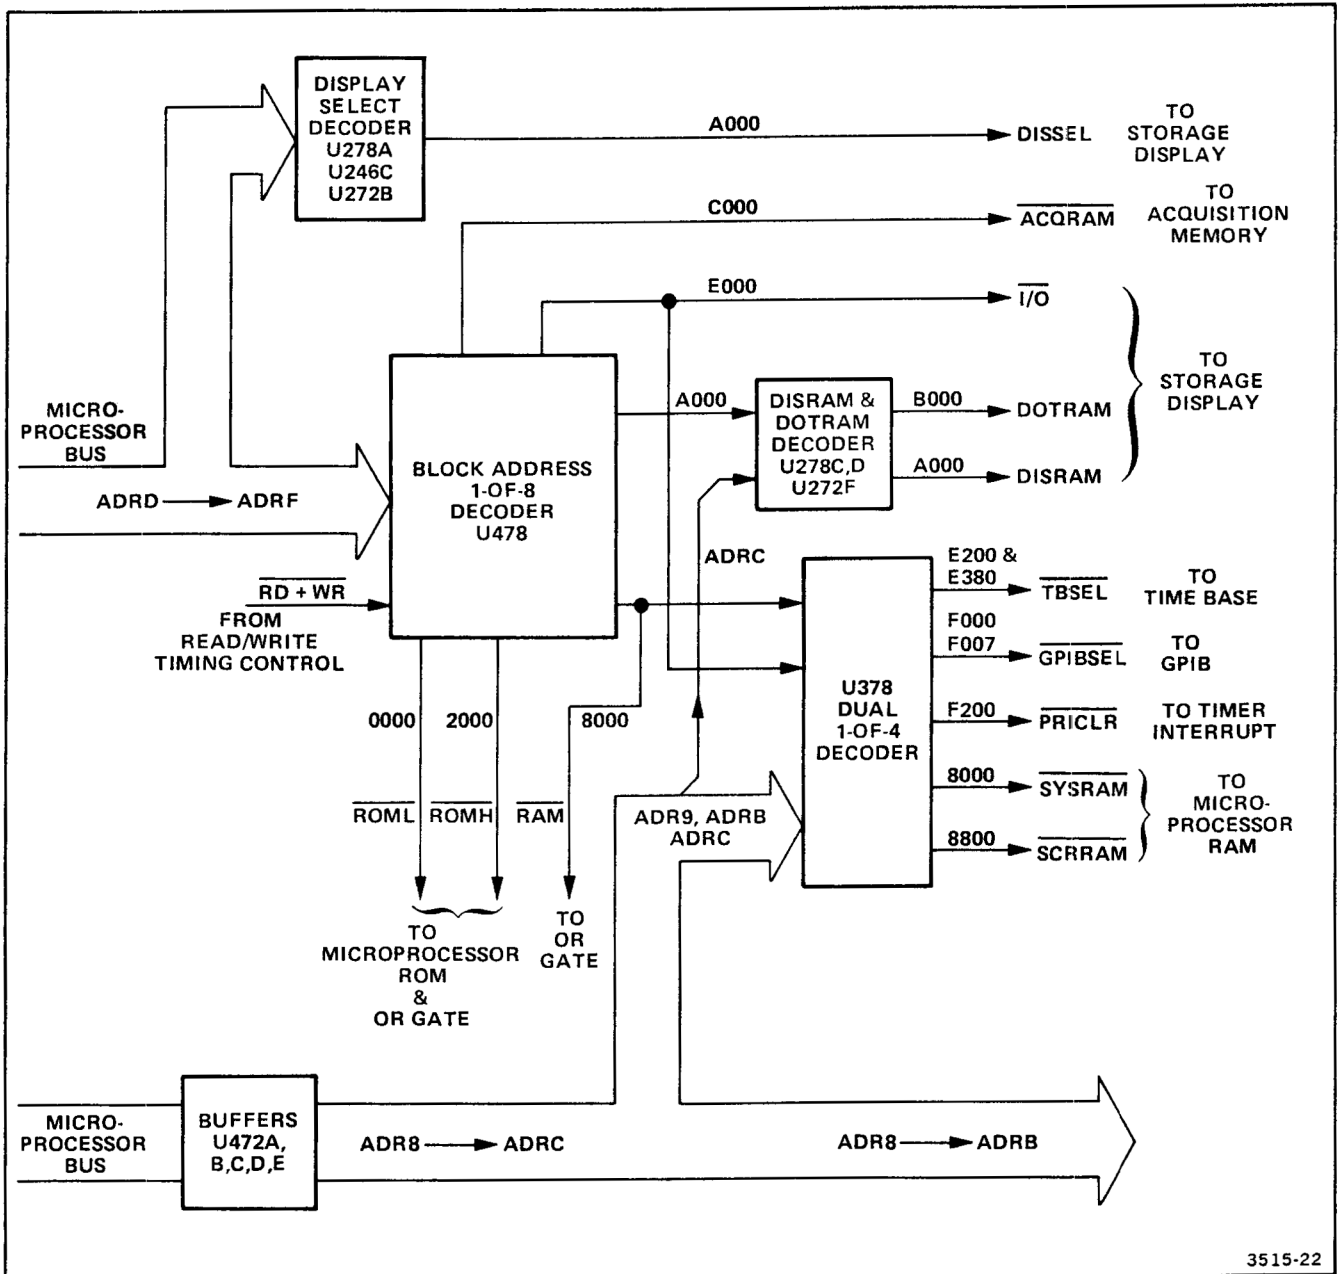 DISPLAY
SELECT
DECODER
U278A
U246C
U272B
A000
DISSEL
TO
STORAGE
DISPLAY
C000
ACQRAM
TO
ACQUISITION
MEMORY
E000
I/O
TO
STORAGE
DISPLAY
MICRO-
PROCESSOR
BUS
ADRD
ADRF
BLOCK ADDRESS
1-OF-8
DECODER
U478
A000
DISRAM &
DOTRAM
DECODER
U278C,D
U272F
B000
DOTRAM
A000
DISRAM
ADRC
RD + WR
FROM
READ/WRITE
TIMING CONTROL
U378
DUAL
1-OF-4
DECODER
E200 &
E380
TBSEL
TO
TIME BASE
F000
F007
GPIBSEL
TO
GPIB
F200
PRICLR
TO TIMER
INTERRUPT
8000
SYSRAM
8800
SCRRAM
TO
MICRO-
PROCESSOR
RAM
0000
2000
8000
ROML
ROMH
RAM
ADR9, ADRB
ADRC
TO
MICROPROCESSOR
ROM
&
OR GATE
TO
OR
GATE
MICRO-
PROCESSOR
BUS
BUFFERS
U472A,
B,C,D,E
ADR8
ADRC
ADR8
ADRB
3515-22